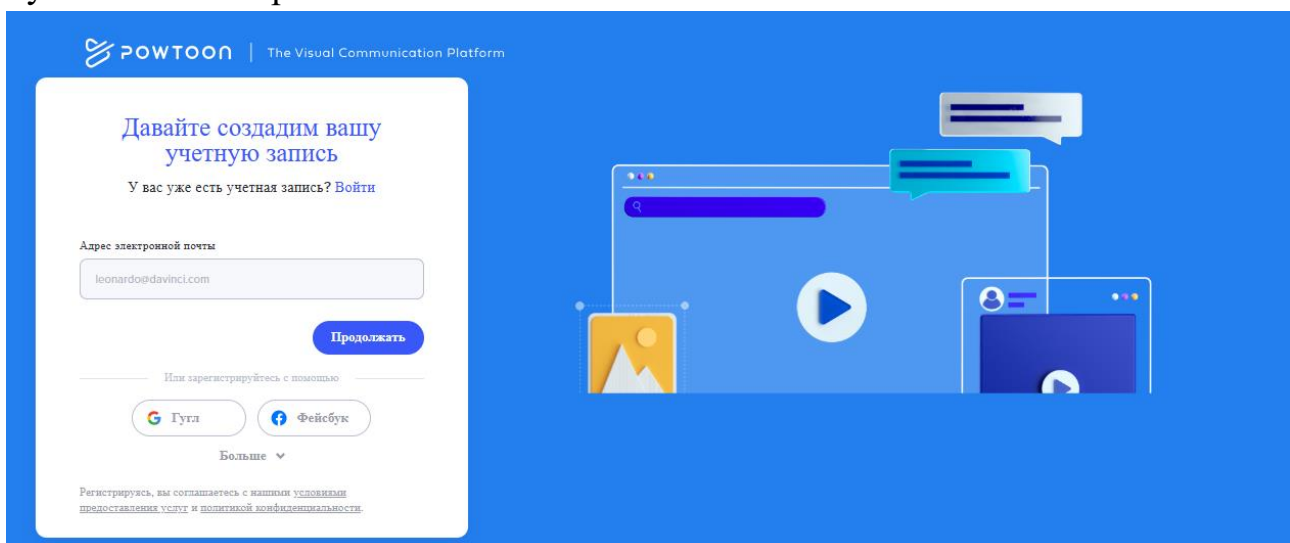 POWTOON | The Visual Communication Platform
Давайте создадим вашу
учетную запись
У вас уже есть учетная запись? Войти
Адрес электронной почты
leonardo@davinci.com
Продолжать
Или зарегистрируйтесь с помощью
Гугл Фейсбук
Больше
Регистрируясь, вы соглашаетесь с нашими условиями
предоставления услуг и политикой конфиденциальности.